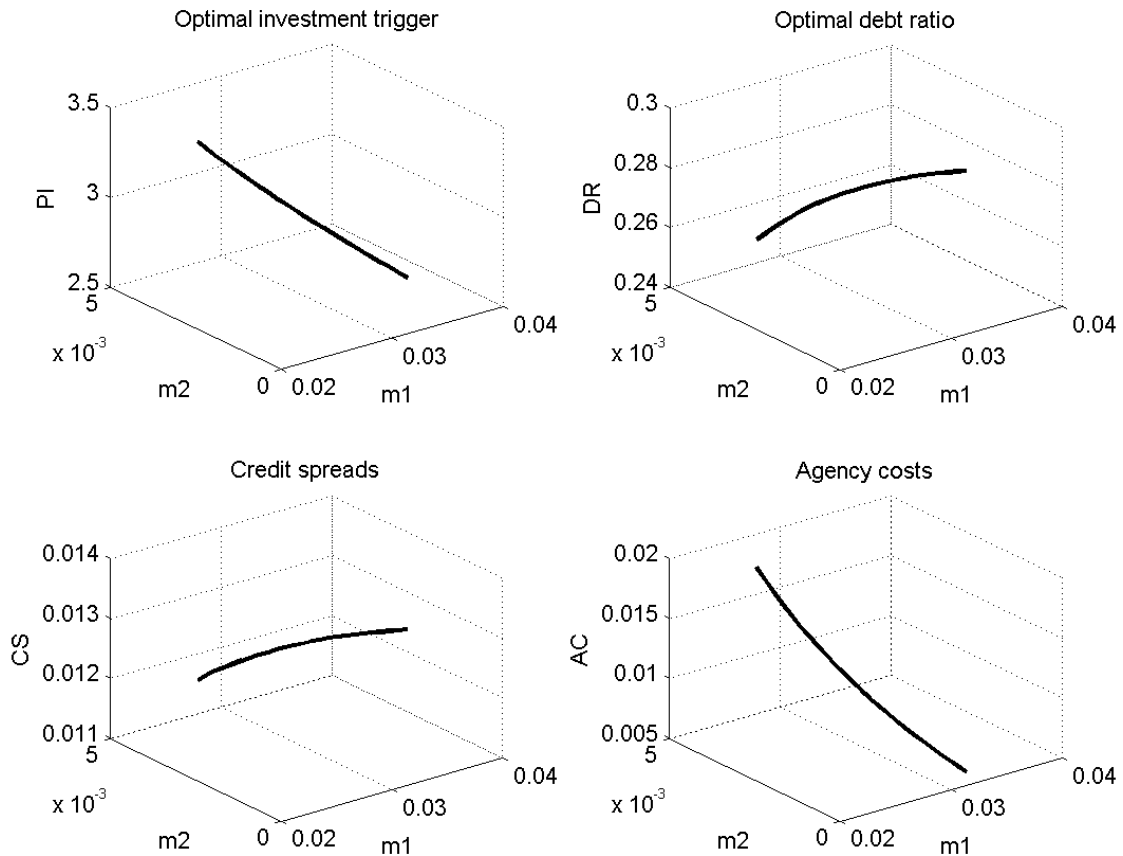 Optimal investment trigger
3.5
3
2.5
PI
5
x 10^-3
0
m2
0.02
0.03
0.04
m1
Optimal debt ratio
0.3
0.28
0.26
0.24
DR
5
x 10^-3
0
m2
0.02
0.03
0.04
m1
Credit spreads
0.014
0.013
0.012
0.011
CS
5
x 10^-3
0
m2
0.02
0.03
0.04
m1
Agency costs
0.02
0.015
0.01
0.005
AC
5
x 10^-3
0
m2
0.02
0.03
0.04
m1